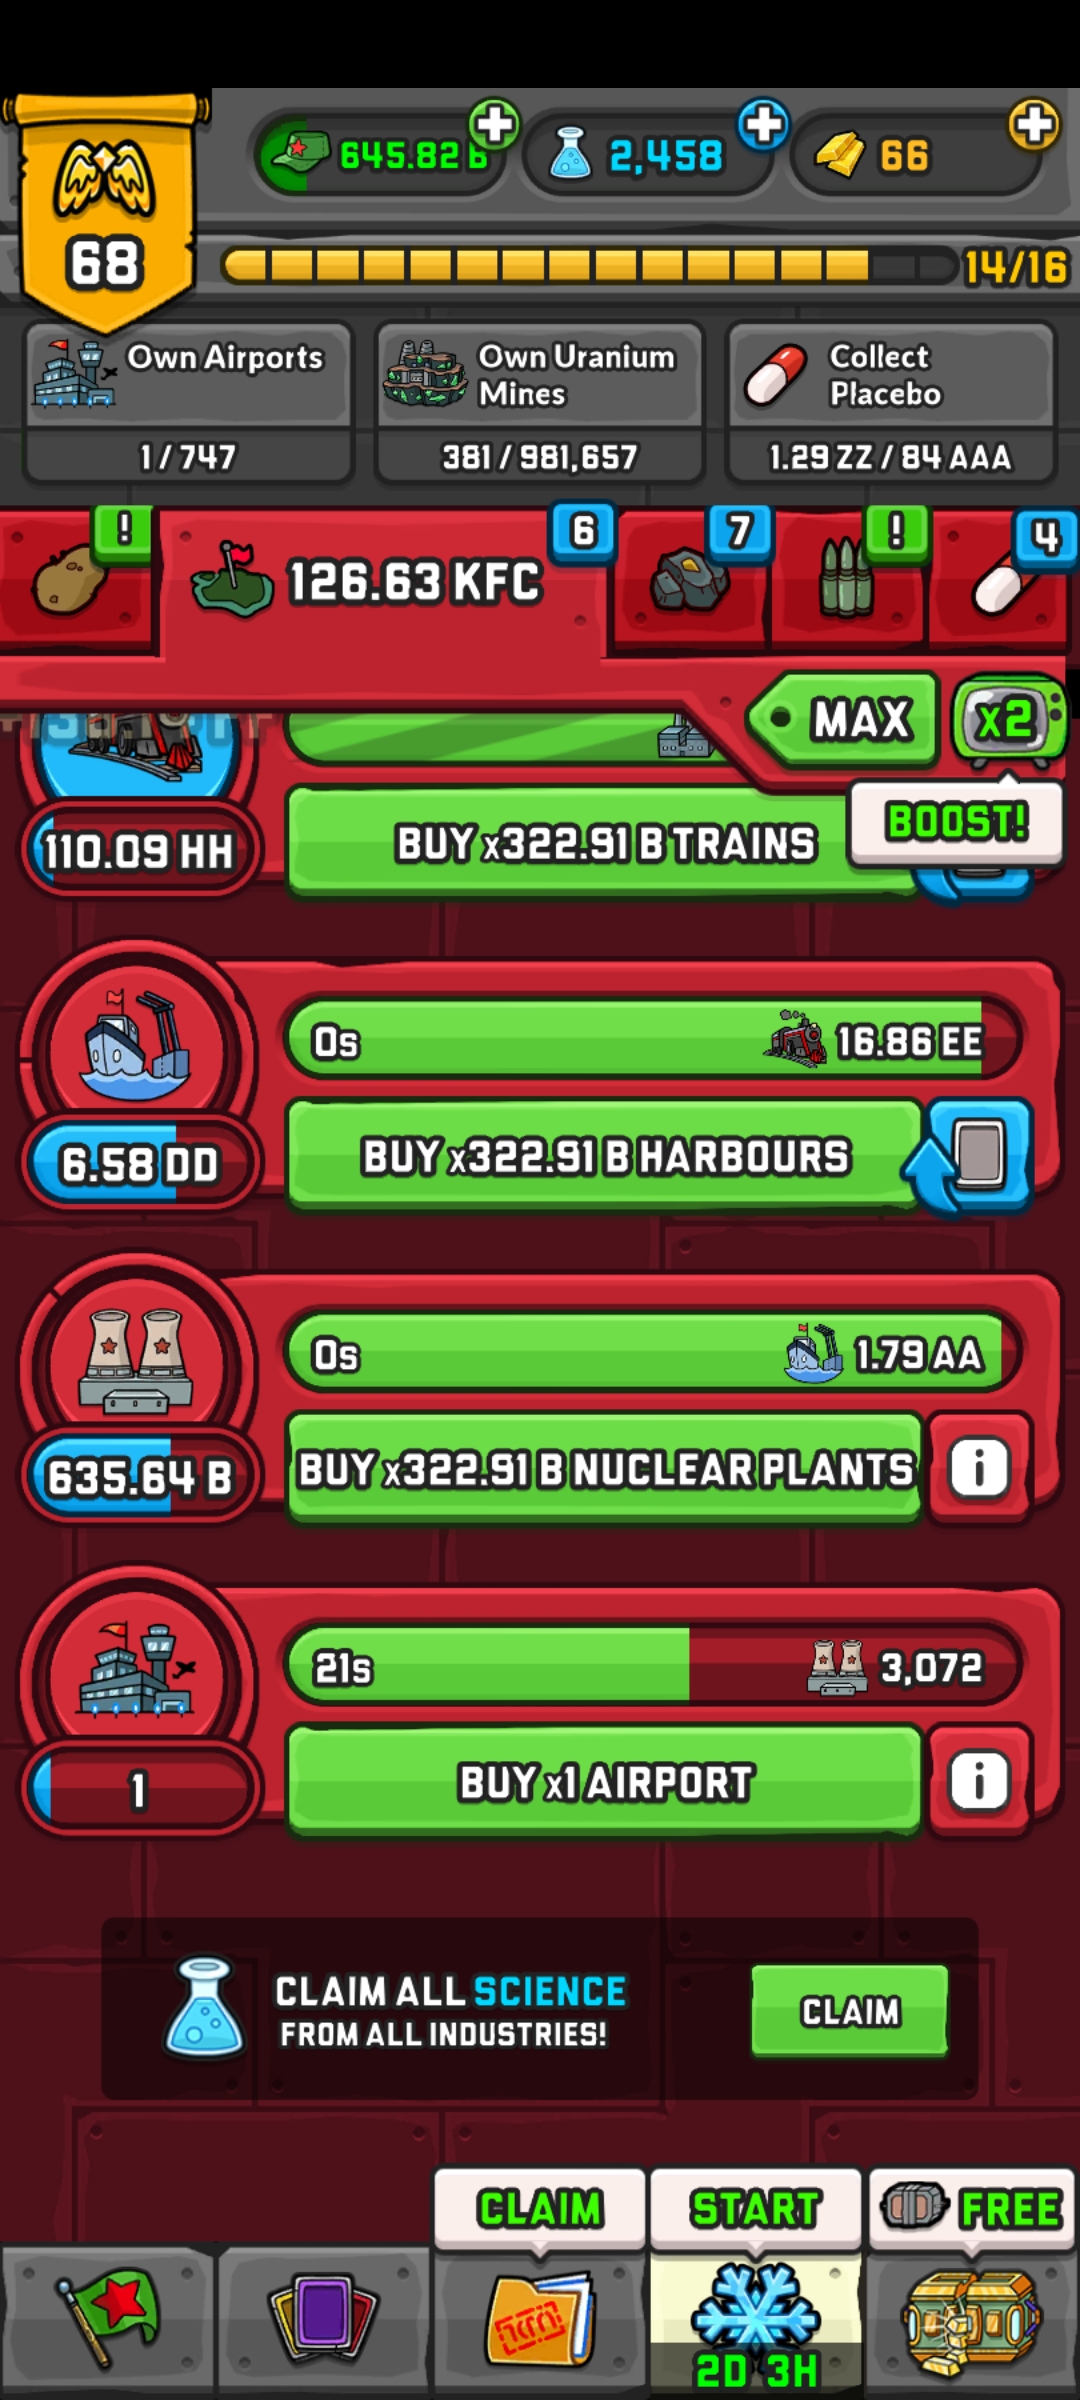 645.82 B
2,458
66
68
14/16
Own Airports
1/747
Own Uranium
Mines
381/981,657
Collect
Placebo
1.29 ZZ/84 AAA
!
126.63 KFC
6
7
!
4
MAX
x2
BOOST!
110.09 HH
BUY x322.91 B TRAINS
0s
16.86 EE
6.58 DD
BUY x322.91 B HARBOURS
0s
1.79 AA
635.64 B
BUY x322.91 B NUCLEAR PLANTS
i
21s
3,072
1
BUY x1 AIRPORT
i
CLAIM ALL SCIENCE
FROM ALL INDUSTRIES!
CLAIM
CLAIM
START
FREE
2D 3H